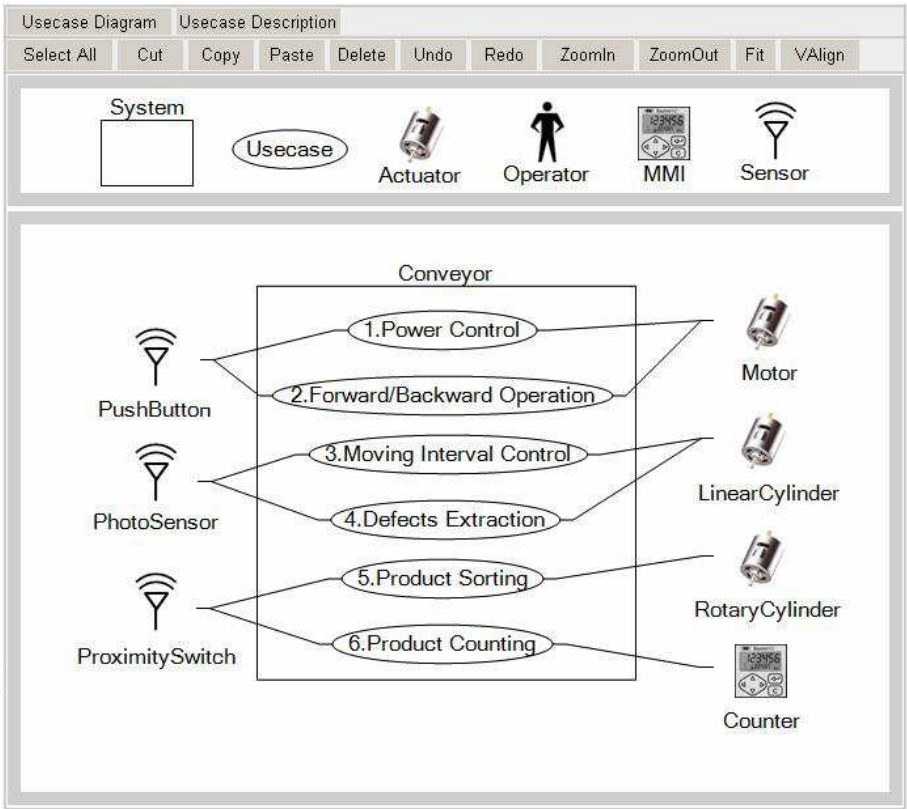 Usecase Diagram Usecase Description
Select All Cut Copy Paste Delete Undo Redo ZoomIn ZoomOut Fit VAlign
System
Usecase
Actuator
Operator
MMI
Sensor
123456
Conveyor
1.Power Control
2.Forward/Backward Operation
3.Moving Interval Control
4.Defects Extraction
5.Product Sorting
6.Product Counting
PushButton
PhotoSensor
ProximitySwitch
Motor
LinearCylinder
RotaryCylinder
123456
Counter